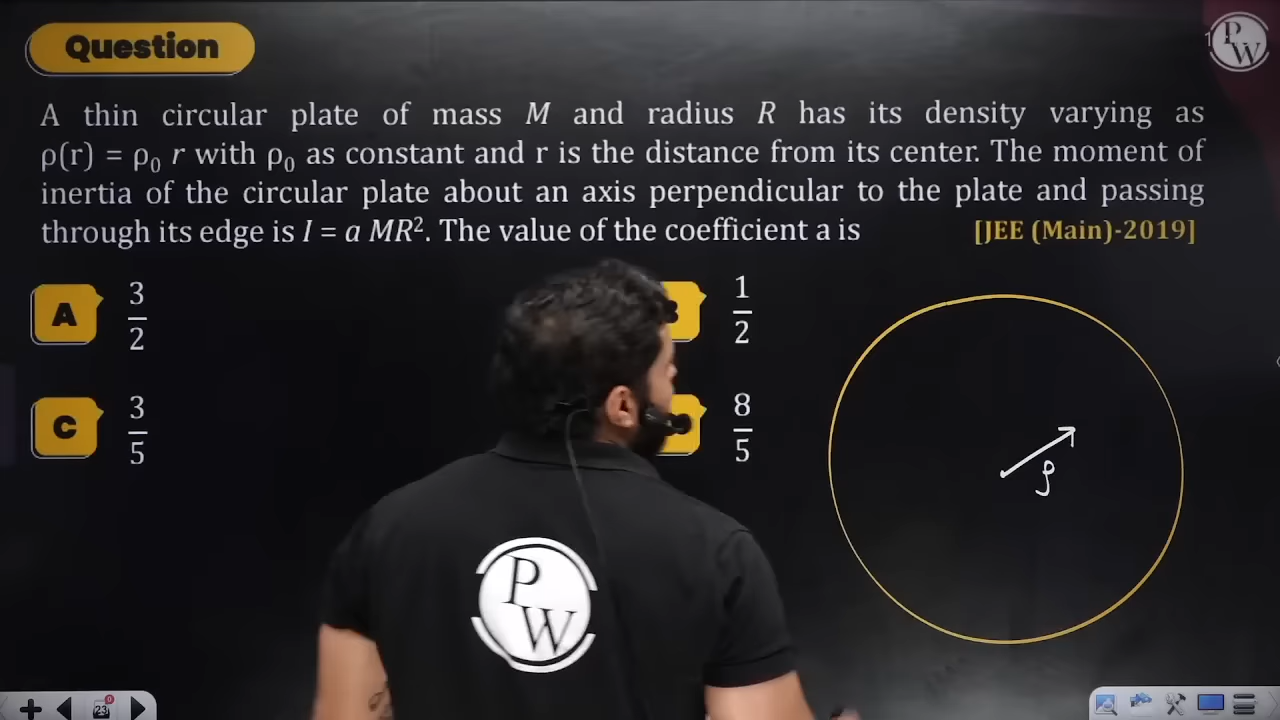 Question
PW
A thin circular plate of mass M and radius R has its density varying as
ρ(r) = ρ₀ r with ρ₀ as constant and r is the distance from its center. The moment of
inertia of the circular plate about an axis perpendicular to the plate and passing
through its edge is I = a MR². The value of the coefficient a is [JEE (Main)-2019]
A 3/2 B 1/2
C 3/5 8/5
ρ
PW
23